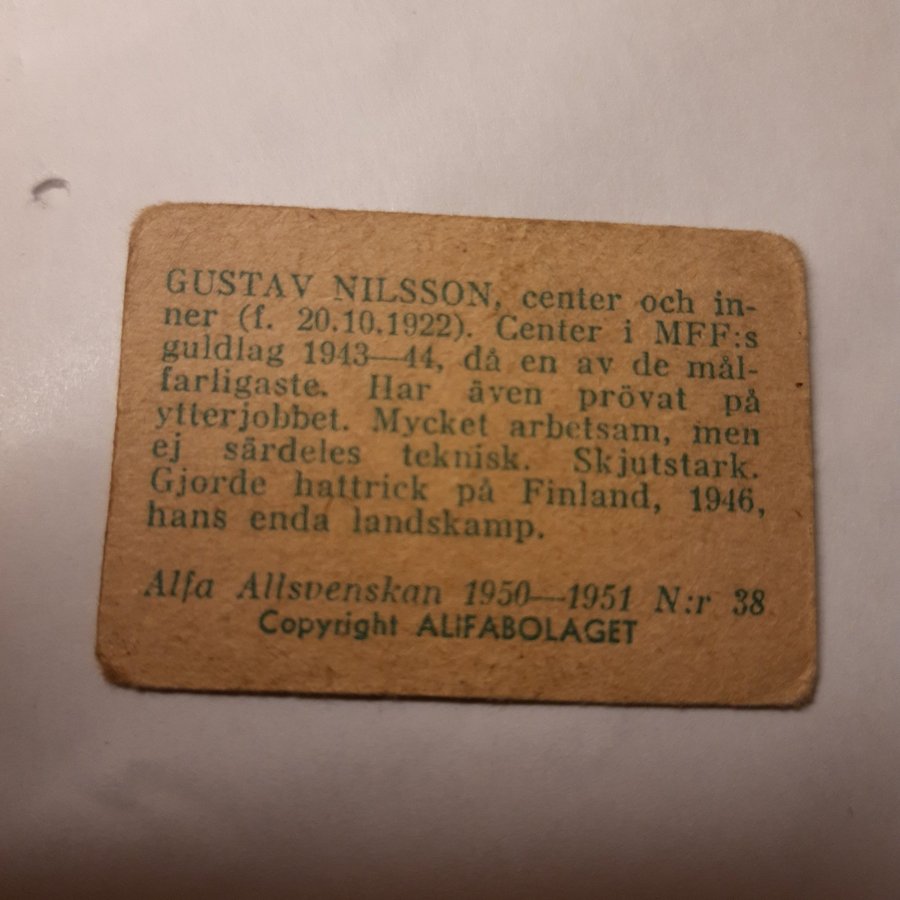 GUSTAV NILSSON, center och in-
ner (f. 20.10.1922). Center i MFF:s
guldlag 1943—44, då en av de mål-
farligaste. Har även prövat på
ytterjobbet. Mycket arbetsam, men
ej särdeles teknisk. Skjutstark.
Gjorde hattrick på Finland, 1946,
hans enda landskamp.
Alfa Allsvenskan 1950—1951 N:r 38
Copyright ALIFABOLAGET